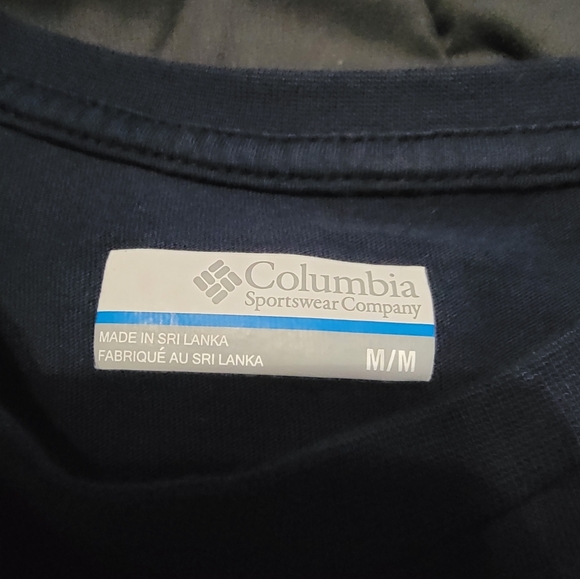 Columbia
Sportswear Company
MADE IN SRI LANKA
FABRIQUÉ AU SRI LANKA
M/M